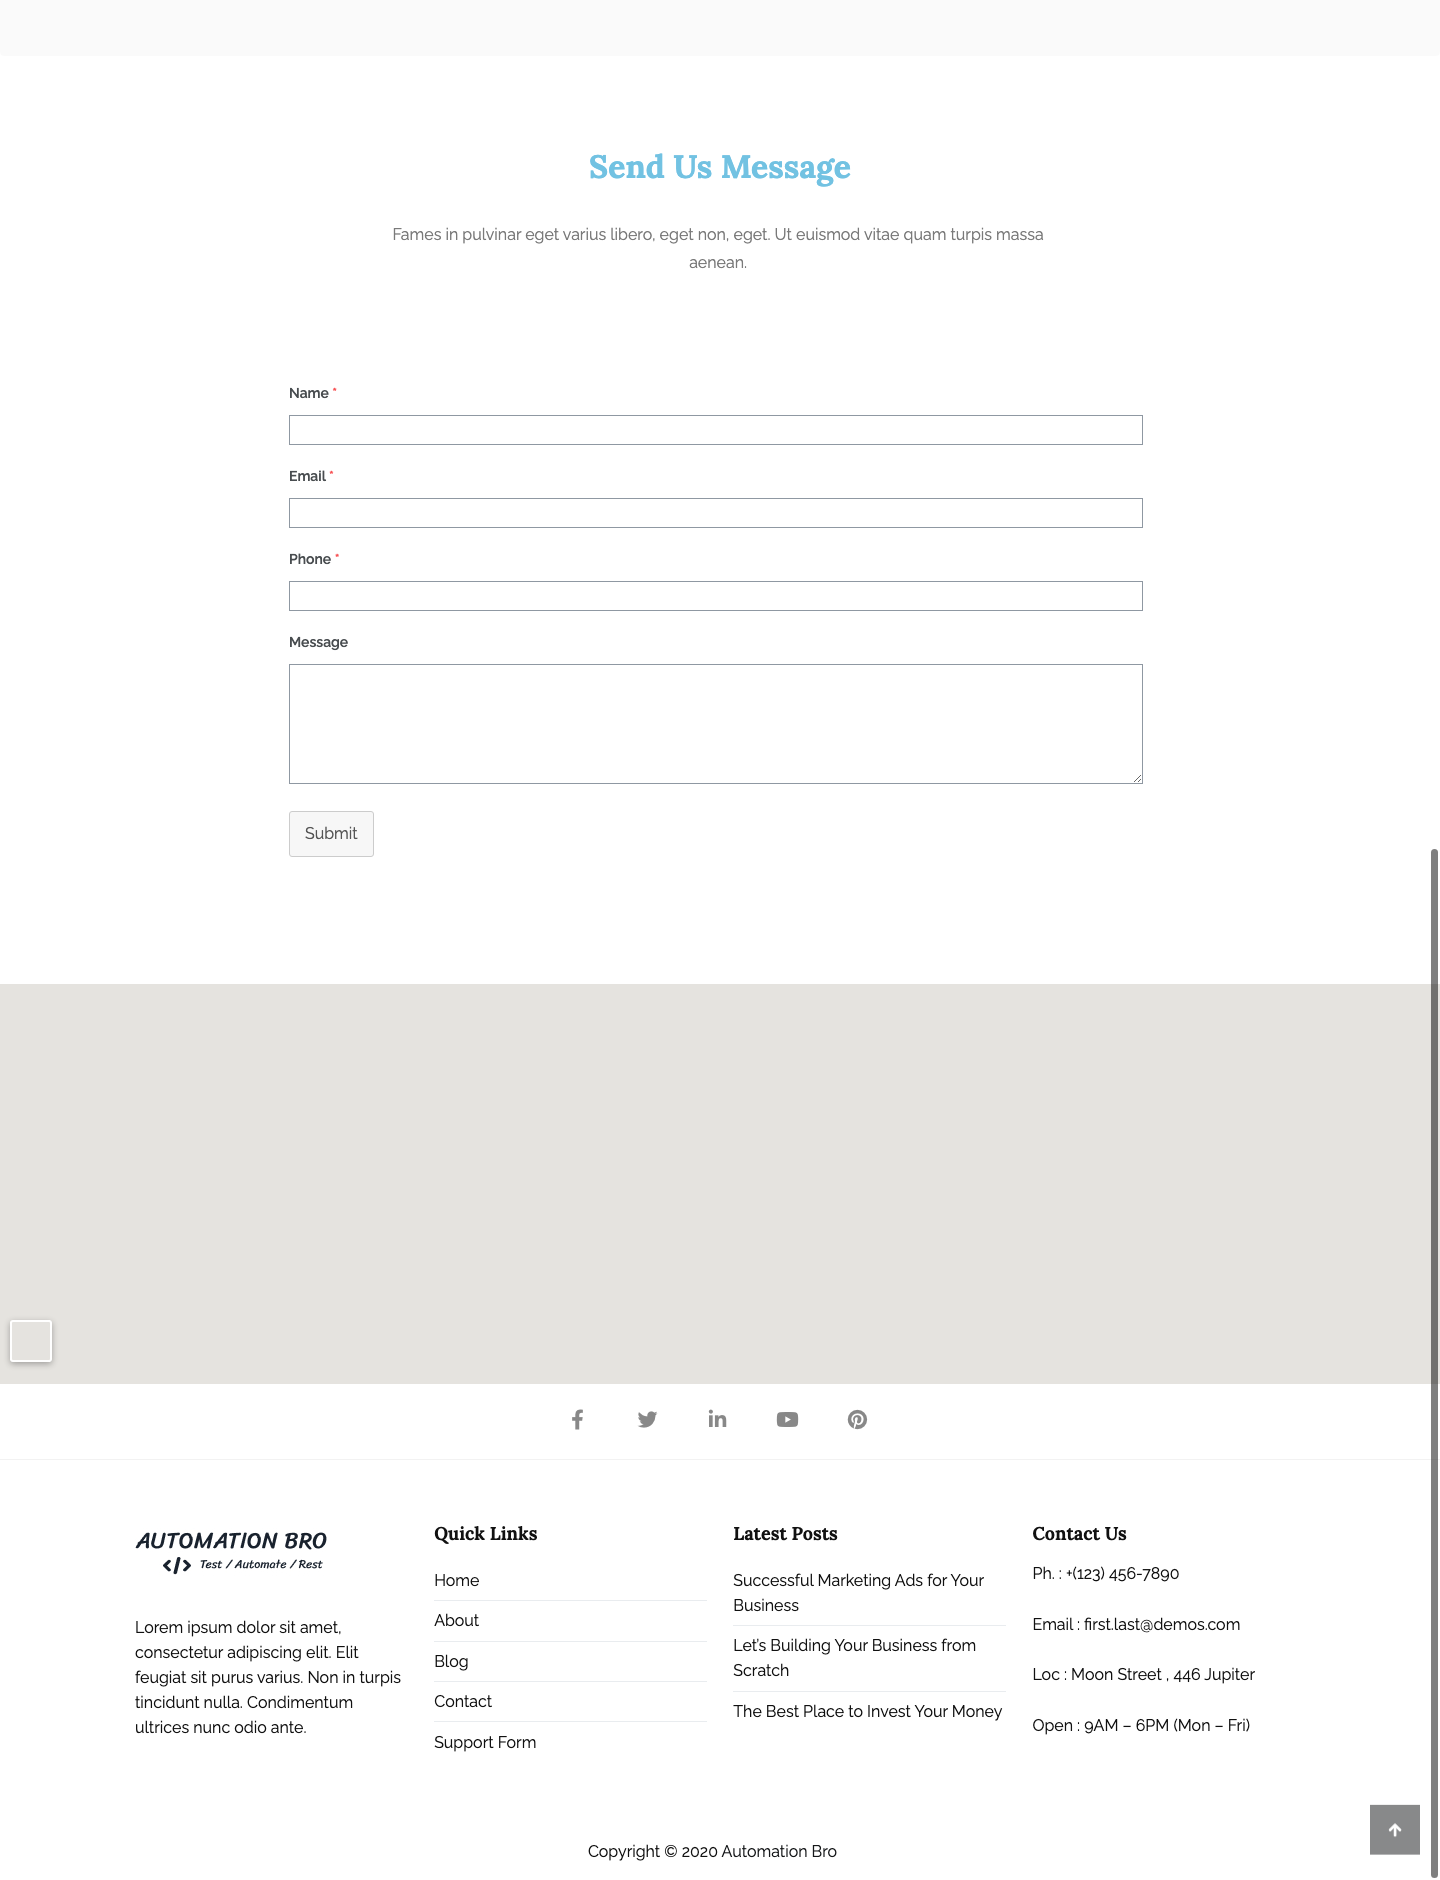 Send Us Message
Fames in pulvinar eget varius libero, eget non, eget. Ut euismod vitae quam turpis massa
aenean.
Name *
Email *
Phone *
Message
Submit
AUTOMATION BRO
</> Test / Automate / Rest
Lorem ipsum dolor sit amet,
consectetur adipiscing elit. Elit
feugiat sit purus varius. Non in turpis
tincidunt nulla. Condimentum
ultrices nunc odio ante.
Quick Links
Home
About
Blog
Contact
Support Form
Latest Posts
Successful Marketing Ads for Your
Business
Let’s Building Your Business from
Scratch
The Best Place to Invest Your Money
Contact Us
Ph. : +(123) 456-7890
Email : first.last@demos.com
Loc : Moon Street , 446 Jupiter
Open : 9AM – 6PM (Mon – Fri)
Copyright © 2020 Automation Bro